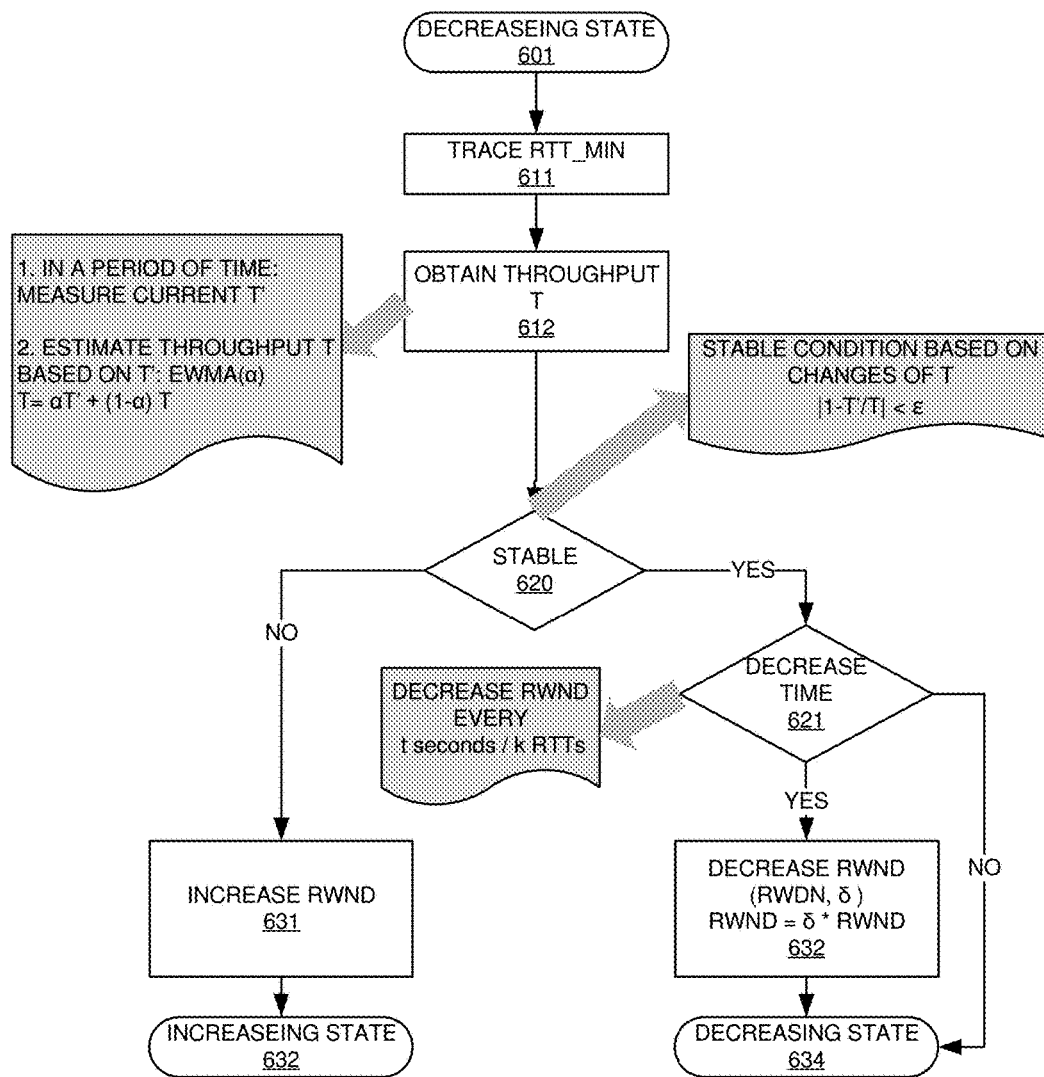 DECREASEING STATE
601
TRACE RTT_MIN
611
1. IN A PERIOD OF TIME:
MEASURE CURRENT T'
2. ESTIMATE THROUGHPUT T
BASED ON T': EWMA(α)
T= αT' + (1-α) T
OBTAIN THROUGHPUT
T
612
STABLE CONDITION BASED ON
CHANGES OF T
|1-T'/T| < ε
STABLE
620
YES
NO
DECREASE
TIME
621
DECREASE RWND
EVERY
t seconds / k RTTs
YES
NO
INCREASE RWND
631
DECREASE RWND
(RWDN, δ )
RWND = δ * RWND
632
INCREASEING STATE
632
DECREASING STATE
634